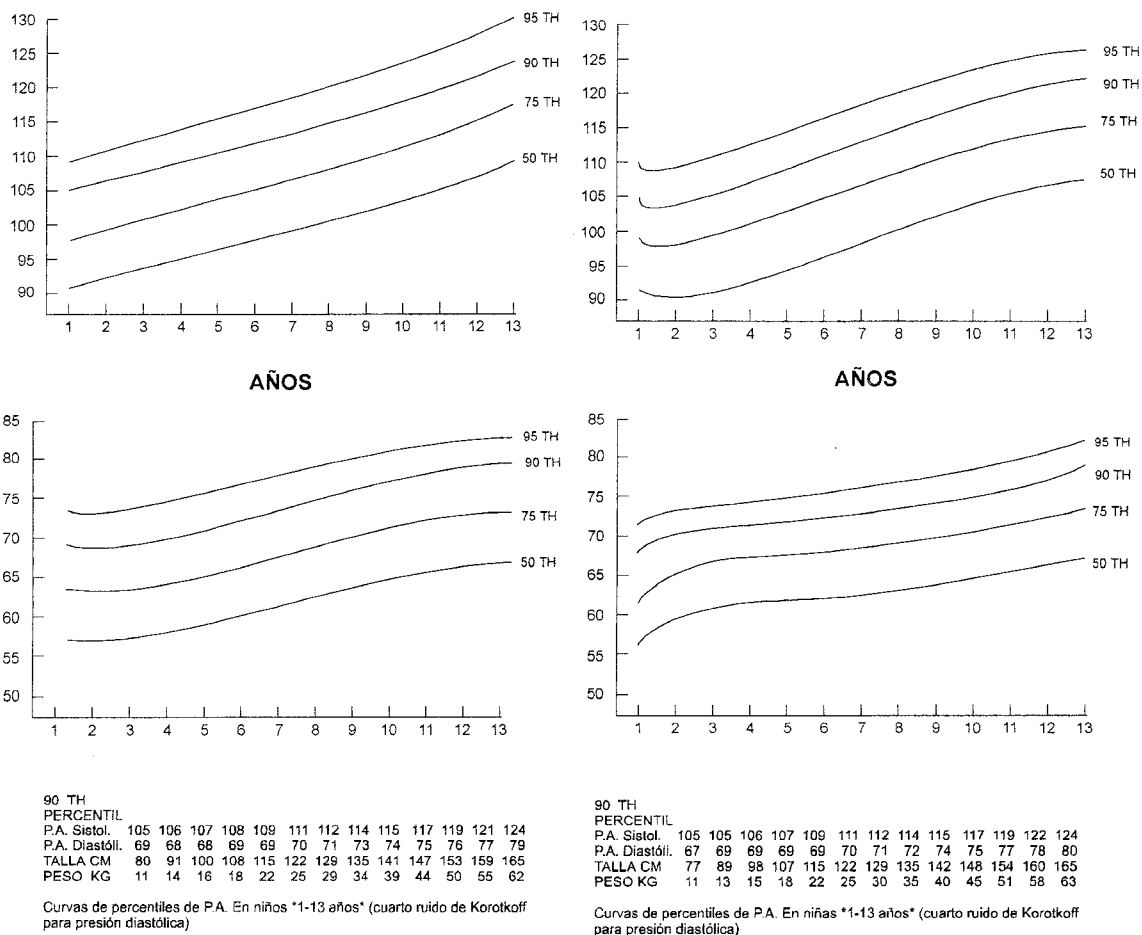 130
125
120
115
110
105
100
95
90
95 TH
90 TH
75 TH
50 TH
1 2 3 4 5 6 7 8 9 10 11 12 13
AÑOS
130
125
120
115
110
105
100
95
90
95 TH
90 TH
75 TH
50 TH
1 2 3 4 5 6 7 8 9 10 11 12 13
AÑOS
85
80
75
70
65
60
55
50
95 TH
90 TH
75 TH
50 TH
1 2 3 4 5 6 7 8 9 10 11 12 13
85
80
75
70
65
60
55
50
95 TH
90 TH
75 TH
50 TH
1 2 3 4 5 6 7 8 9 10 11 12 13
90 TH
PERCENTIL
P.A. Sistol. 105 106 107 108 109 111 112 114 115 117 119 121 124
P.A. Diastóli. 69 68 68 69 69 70 71 73 74 75 76 77 79
TALLA CM 80 91 100 108 115 122 129 135 141 147 153 159 165
PESO KG 11 14 16 18 22 25 29 34 39 44 50 55 62
Curvas de percentiles de P.A. En niños *1-13 años* (cuarto ruido de Korotkoff
para presión diastólica)
90 TH
PERCENTIL
P.A. Sistol. 105 105 106 107 109 111 112 114 115 117 119 122 124
P.A. Diastóli. 67 69 69 69 69 70 71 72 74 75 77 78 80
TALLA CM 77 89 98 107 115 122 129 135 142 148 154 160 165
PESO KG 11 13 15 18 22 25 30 35 40 45 51 58 63
Curvas de percentiles de P.A. En niñas *1-13 años* (cuarto ruido de Korotkoff
para presión diastólica)